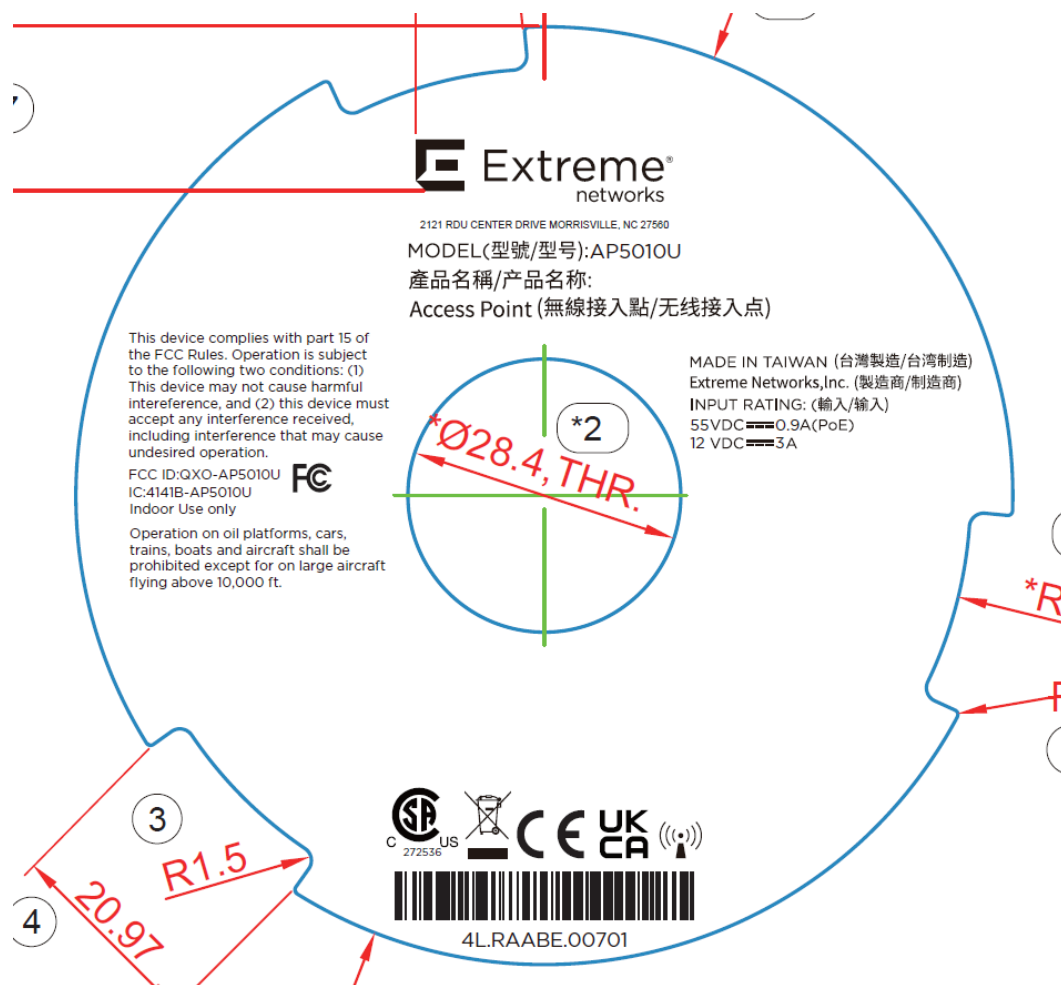 Extreme®
networks
2121 RDU CENTER DRIVE MORRISVILLE, NC 27560
MODEL(型號/型号):AP5010U
產品名稱/产品名称:
Access Point (無線接入點/无线接入点)
This device complies with part 15 of
the FCC Rules. Operation is subject
to the following two conditions: (1)
This device may not cause harmful
intereference, and (2) this device must
accept any interference received,
including interference that may cause
undesired operation.
FCC ID:QXO-AP5010U
IC:4141B-AP5010U
Indoor Use only
FC
Operation on oil platforms, cars,
trains, boats and aircraft shall be
prohibited except for on large aircraft
flying above 10,000 ft.
MADE IN TAIWAN (台灣製造/台湾制造)
Extreme Networks,Inc. (製造商/制造商)
INPUT RATING: (輸入/输入)
55VDC⎓0.9A(PoE)
12 VDC⎓3A
*2
*Ø28.4, THR.
*R
3
R1.5
20.97
4
C SA US
272536
CE
UK
CA
4L.RAABE.00701